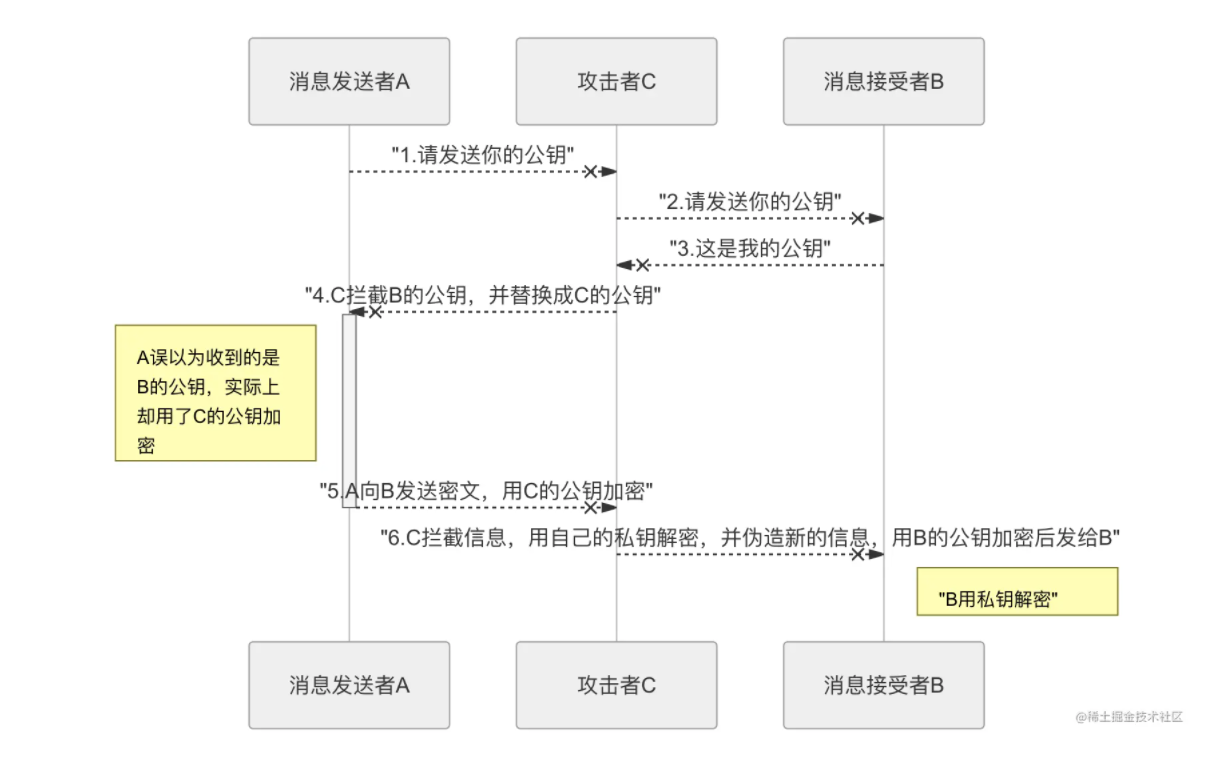 消息发送者A
攻击者C
消息接受者B
"1.请发送你的公钥"
"2.请发送你的公钥"
"3.这是我的公钥"
"4.C拦截B的公钥，并替换成C的公钥"
A误以为收到的是
B的公钥，实际上
却用了C的公钥加
密
"5.A向B发送密文，用C的公钥加密"
"6.C拦截信息，用自己的私钥解密，并伪造新的信息，用B的公钥加密后发给B"
"B用私钥解密"
消息发送者A
攻击者C
消息接受者B
@稀土掘金技术社区